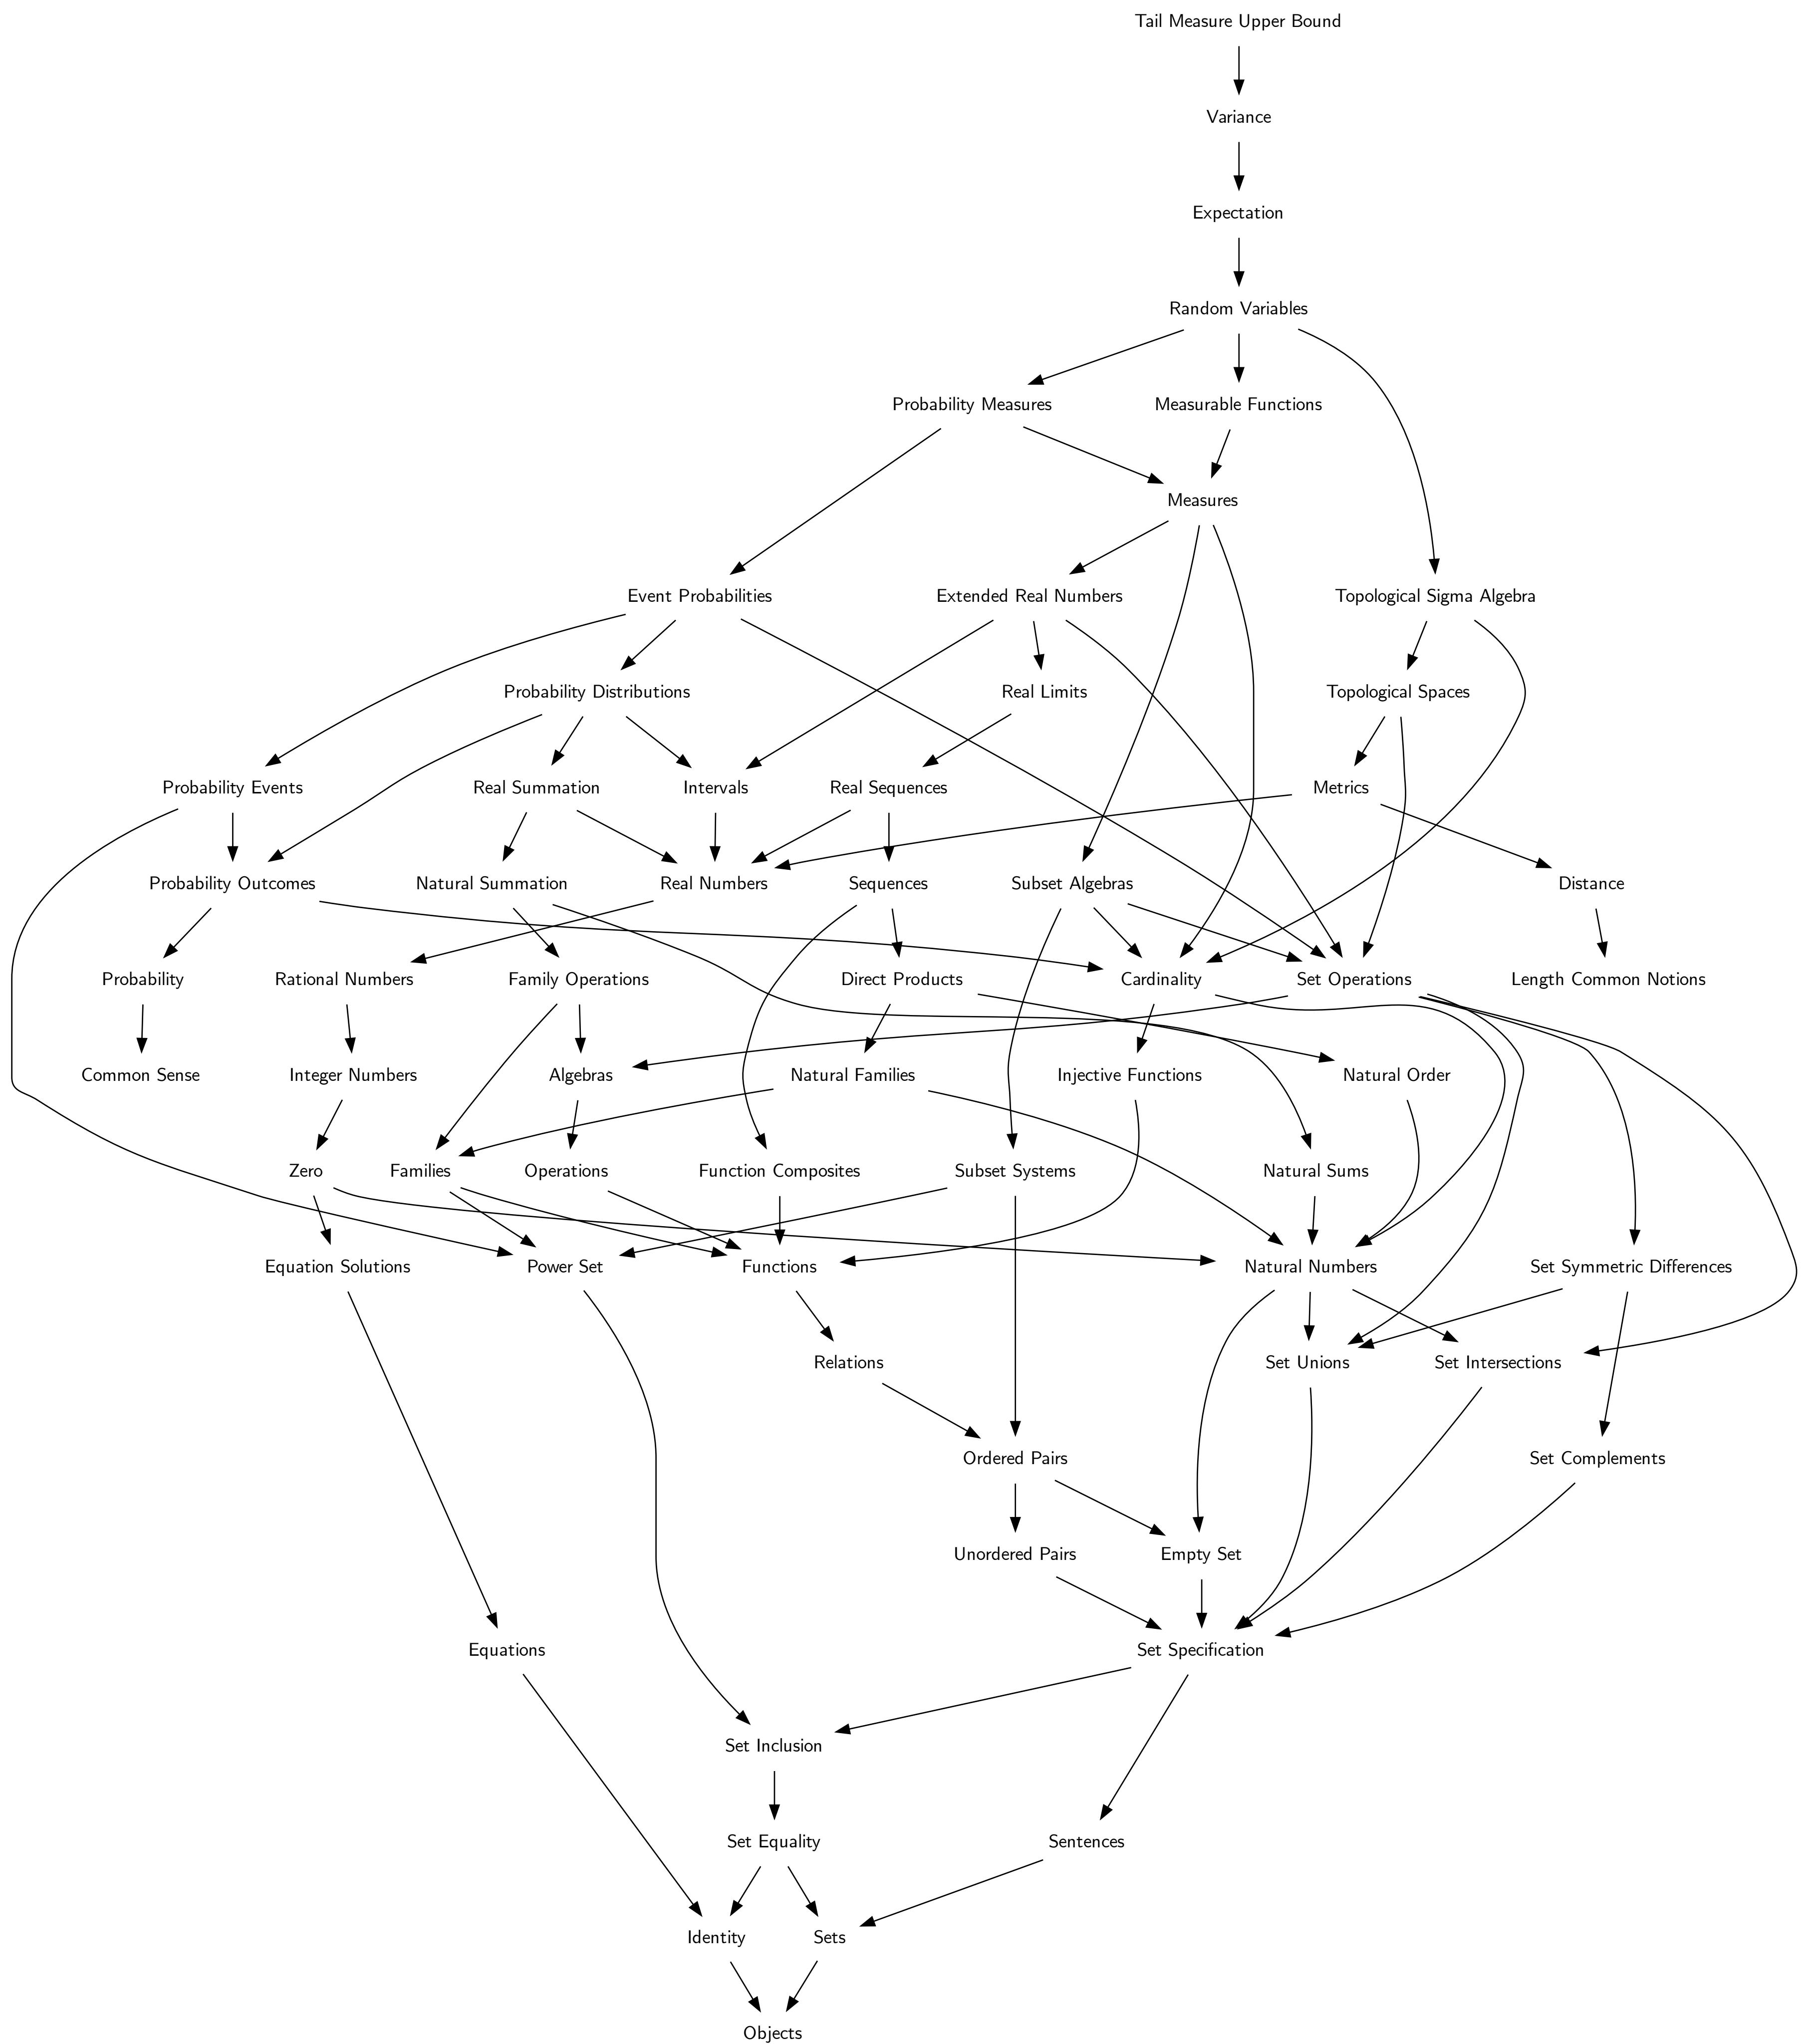 Tail Measure Upper Bound
Variance
Expectation
Random Variables
Probability Measures
Measurable Functions
Measures
Event Probabilities
Extended Real Numbers
Topological Sigma Algebra
Probability Distributions
Real Limits
Topological Spaces
Probability Events
Real Summation
Intervals
Real Sequences
Metrics
Probability Outcomes
Natural Summation
Real Numbers
Sequences
Subset Algebras
Distance
Probability
Rational Numbers
Family Operations
Direct Products
Cardinality
Set Operations
Length Common Notions
Common Sense
Integer Numbers
Algebras
Natural Families
Injective Functions
Natural Order
Zero
Families
Operations
Function Composites
Subset Systems
Natural Sums
Equation Solutions
Power Set
Functions
Natural Numbers
Set Symmetric Differences
Relations
Set Unions
Set Intersections
Ordered Pairs
Set Complements
Unordered Pairs
Empty Set
Equations
Set Specification
Set Inclusion
Set Equality
Sentences
Identity
Sets
Objects